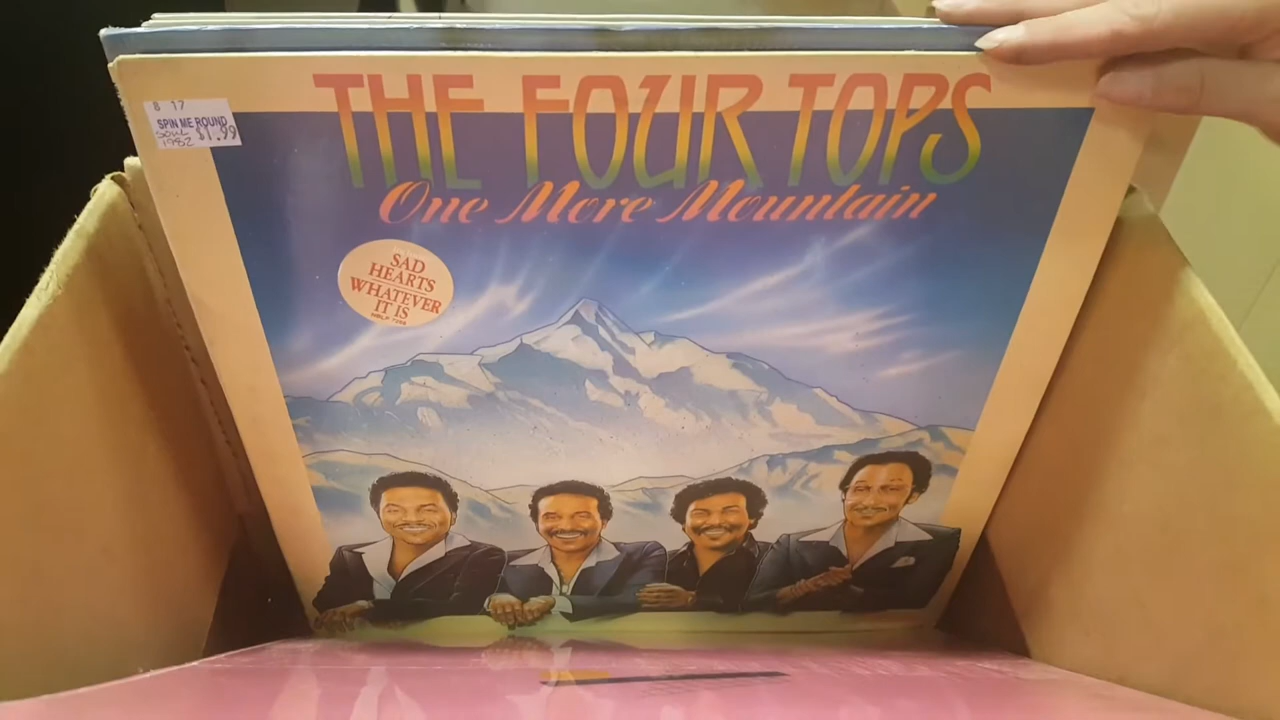 THE FOUR TOPS
One More Mountain
8 17
SPIN ME ROUND
SOUL $1.99
1982
SAD
HEARTS
WHATEVER
IT IS